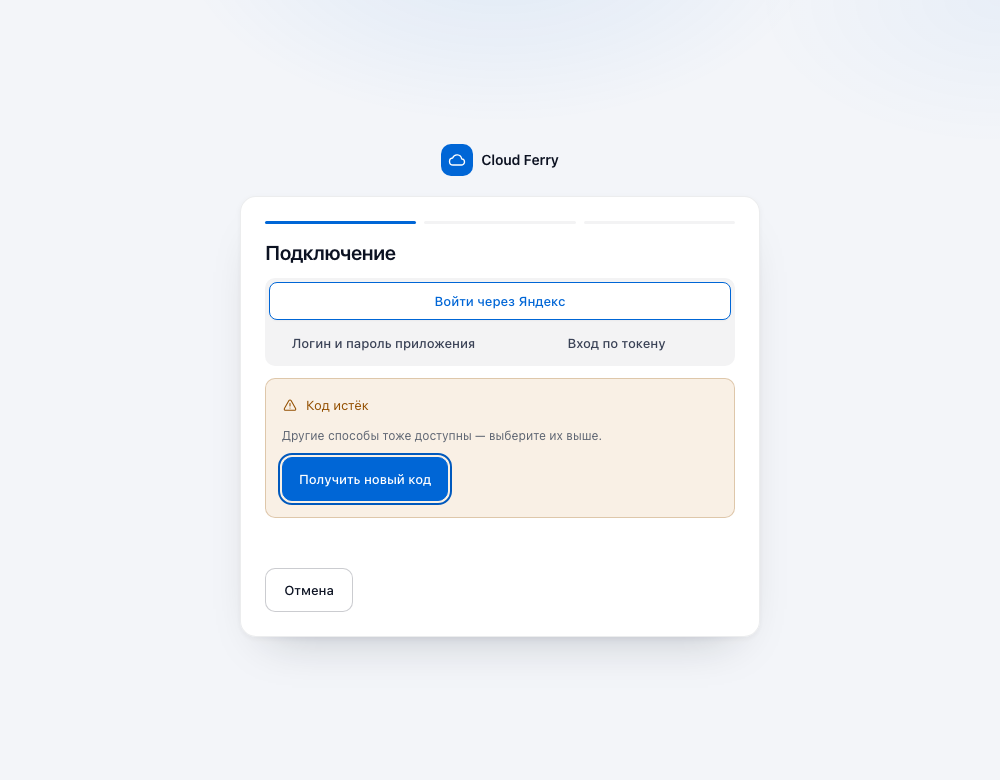 Cloud Ferry
Подключение
Войти через Яндекс
Логин и пароль приложения
Вход по токену
Код истёк
Другие способы тоже доступны — выберите их выше.
Получить новый код
Отмена